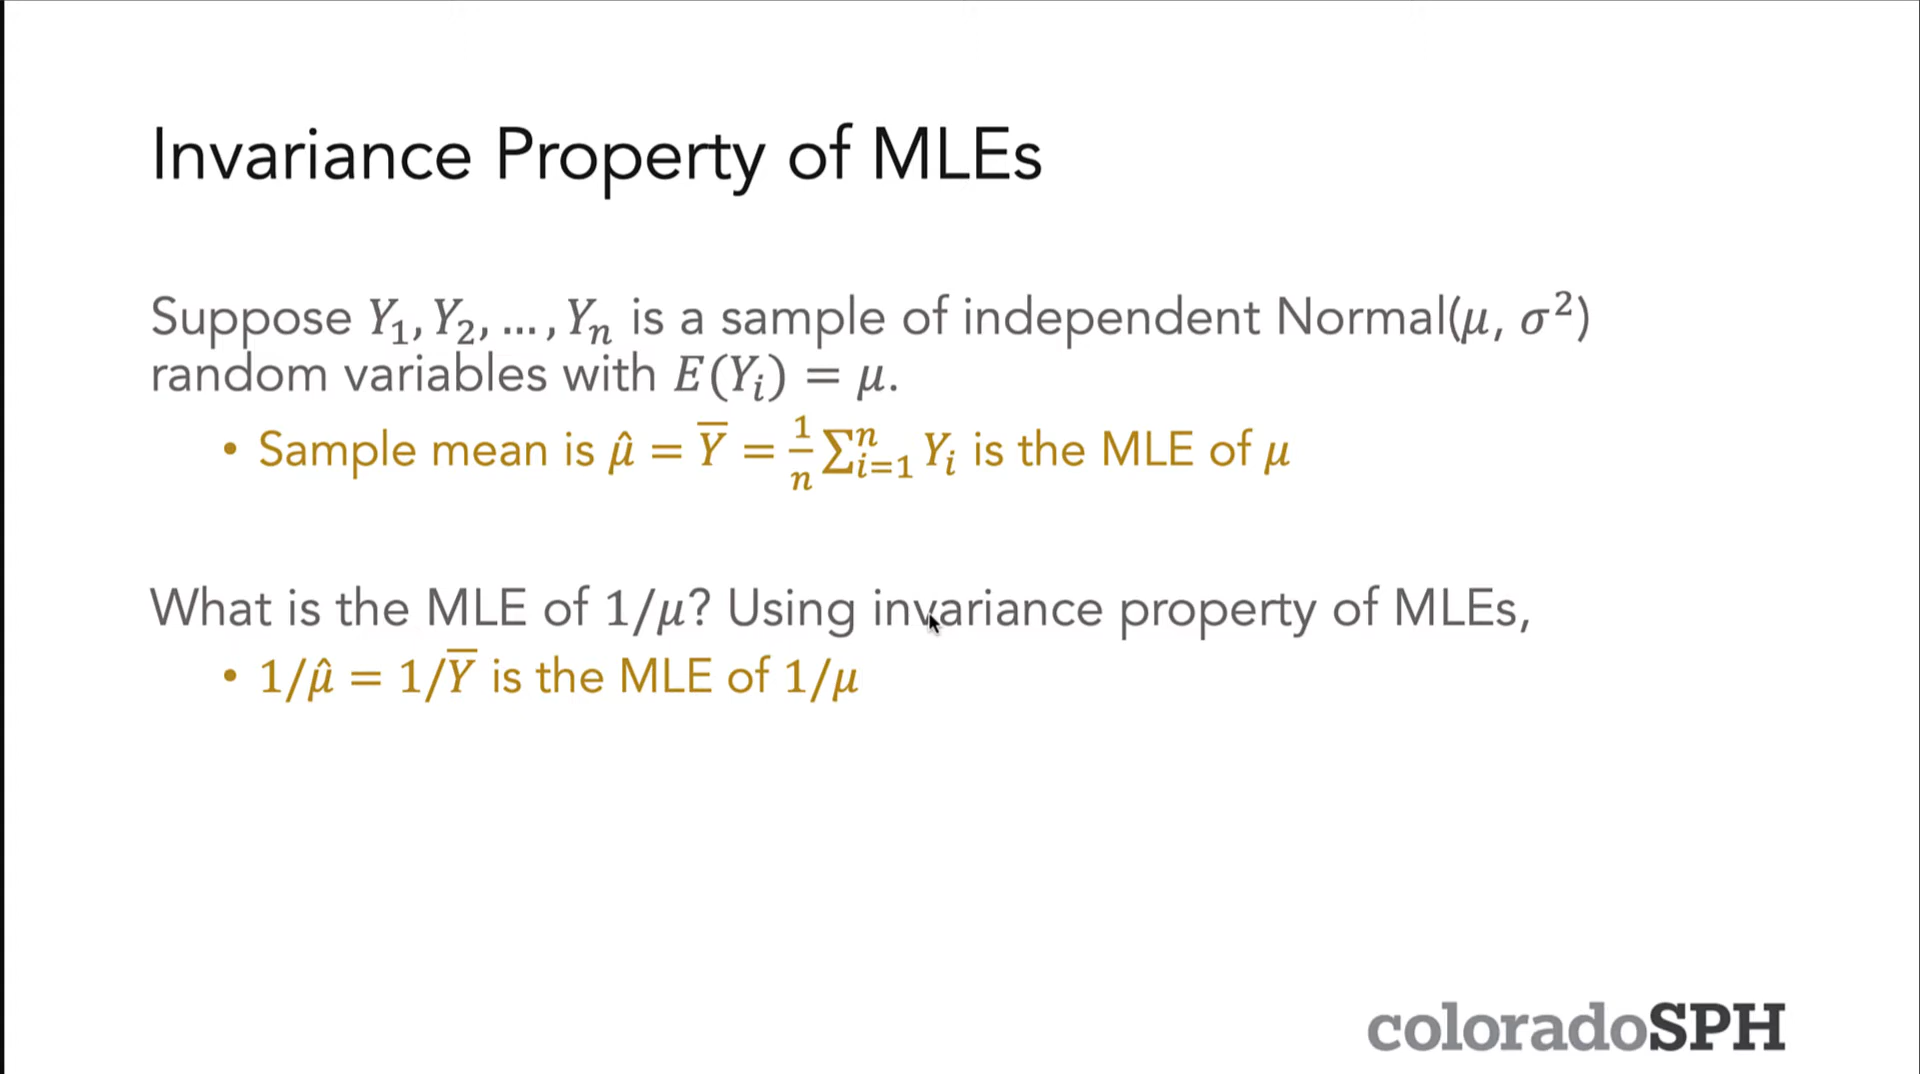 Invariance Property of MLEs
Suppose Y₁, Y₂, … , Yₙ is a sample of independent Normal(μ, σ²)
random variables with E(Yᵢ) = μ.
• Sample mean is μ̂ = Y̅ = 1/n ∑ⁿᵢ₌₁ Yᵢ is the MLE of μ
What is the MLE of 1/μ? Using invariance property of MLEs,
• 1/μ̂ = 1/Y̅ is the MLE of 1/μ
coloradoSPH